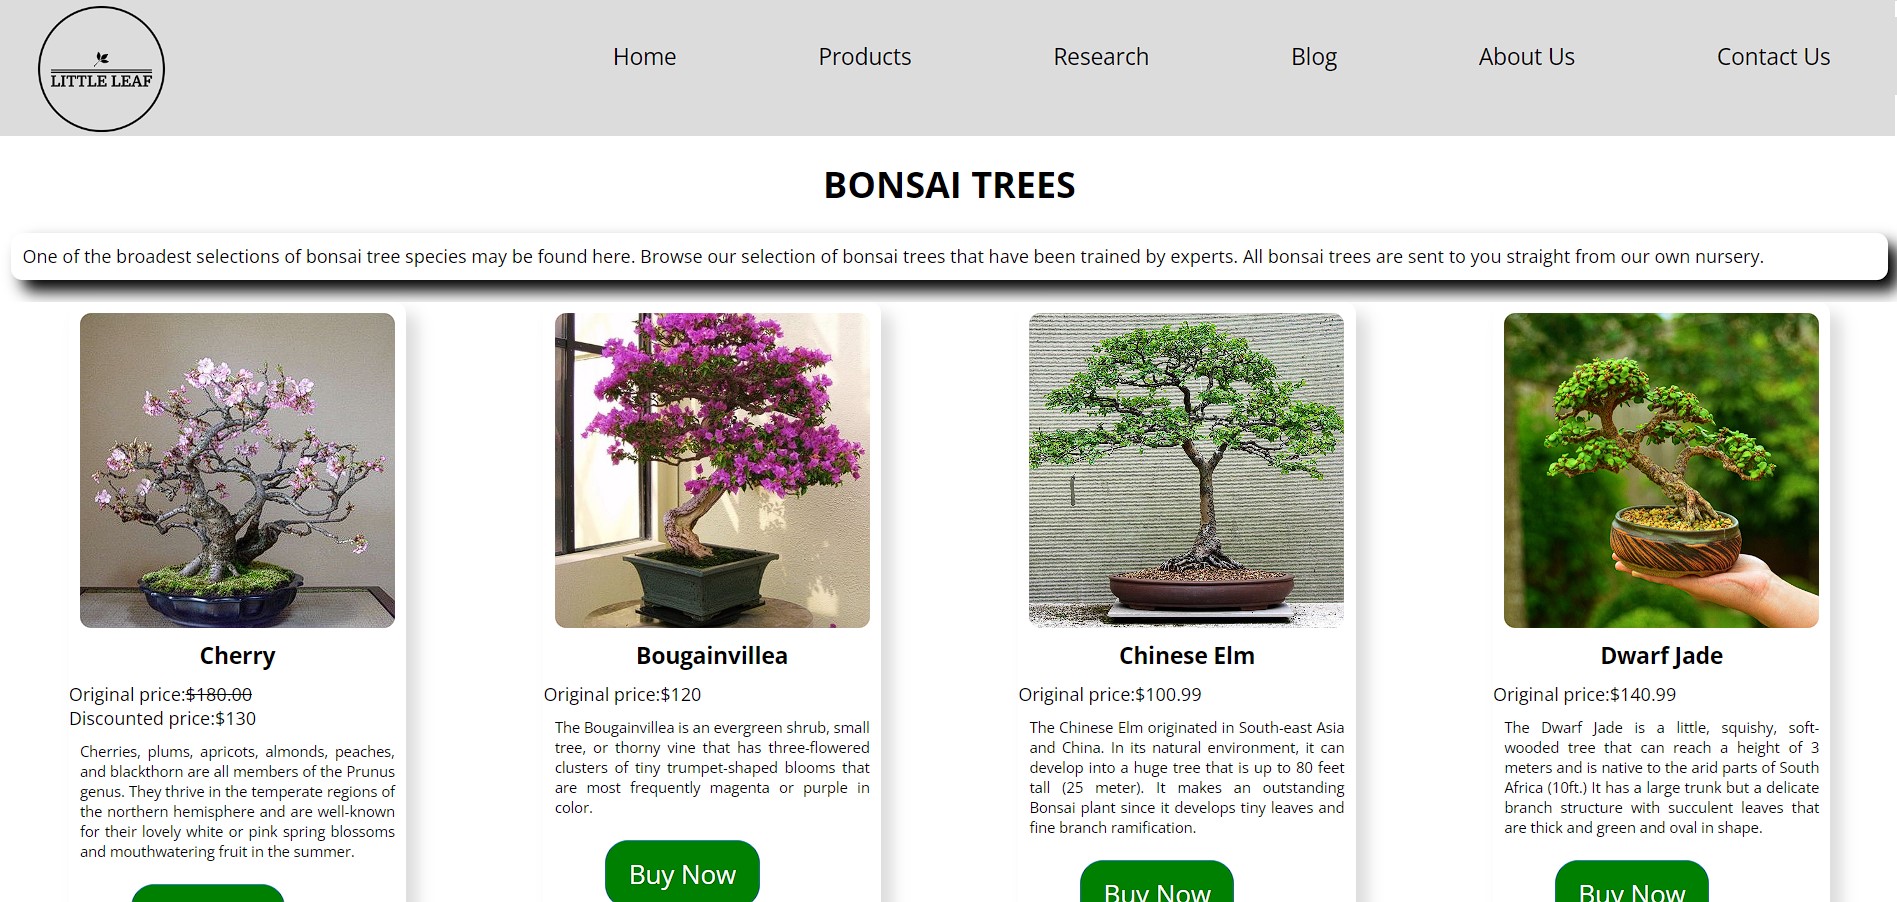 LITTLE LEAF
Home Products Research Blog About Us Contact Us
BONSAI TREES
One of the broadest selections of bonsai tree species may be found here. Browse our selection of bonsai trees that have been trained by experts. All bonsai trees are sent to you straight from our own nursery.
Cherry
Original price:$180.00
Discounted price:$130
Cherries, plums, apricots, almonds, peaches,
and blackthorn are all members of the Prunus
genus. They thrive in the temperate regions of
the northern hemisphere and are well-known
for their lovely white or pink spring blossoms
and mouthwatering fruit in the summer.
Bougainvillea
Original price:$120
The Bougainvillea is an evergreen shrub, small
tree, or thorny vine that has three-flowered
clusters of tiny trumpet-shaped blooms that
are most frequently magenta or purple in
color.
Buy Now
Chinese Elm
Original price:$100.99
The Chinese Elm originated in South-east Asia
and China. In its natural environment, it can
develop into a huge tree that is up to 80 feet
tall (25 meter). It makes an outstanding
Bonsai plant since it develops tiny leaves and
fine branch ramification.
Buy Now
Dwarf Jade
Original price:$140.99
The Dwarf Jade is a little, squishy, soft-
wooded tree that can reach a height of 3
meters and is native to the arid parts of South
Africa (10ft.) It has a large trunk but a delicate
branch structure with succulent leaves that
are thick and green and oval in shape.
Buy Now